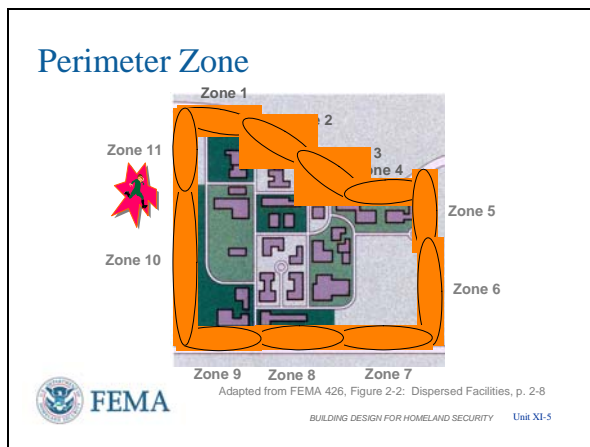 Perimeter Zone
Zone 1
2
3
Zone 4
Zone 11
Zone 5
Zone 10
Zone 6
Zone 9
Zone 8
Zone 7
Adapted from FEMA 426, Figure 2-2: Dispersed Facilities, p. 2-8
FEMA
BUILDING DESIGN FOR HOMELAND SECURITY Unit XI-5